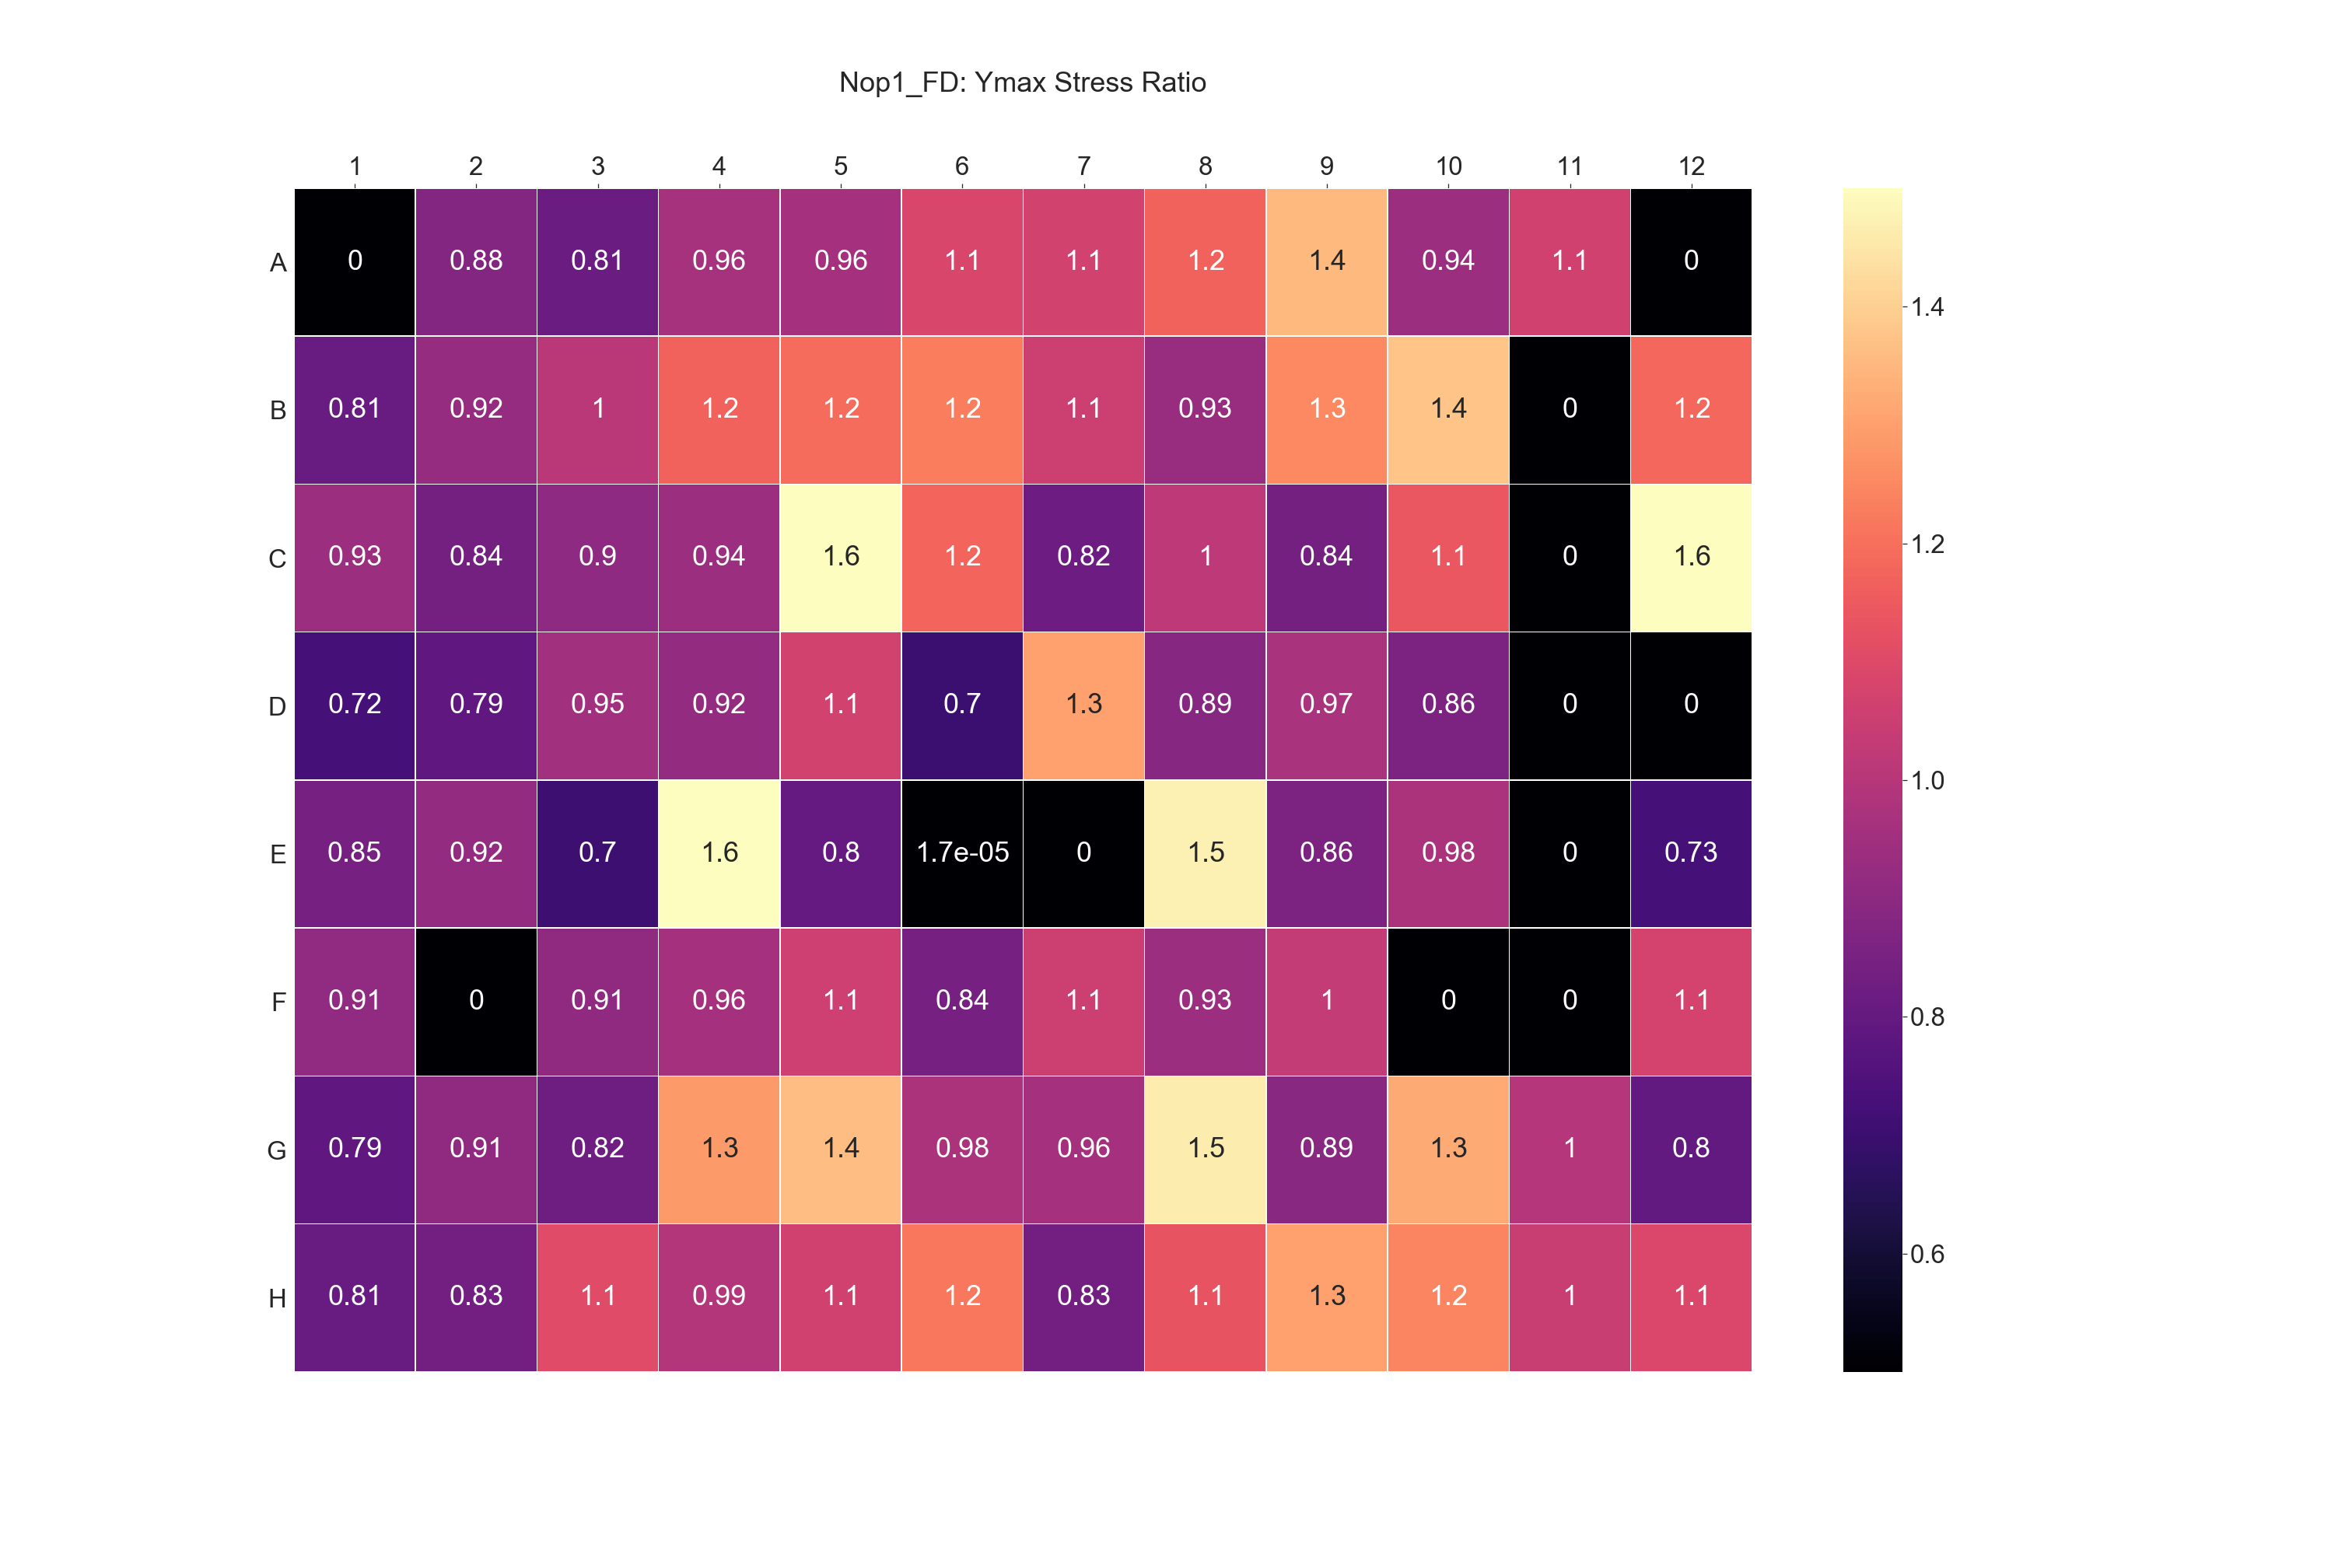 Nop1_FD: Ymax Stress Ratio
1 2 3 4 5 6 7 8 9 10 11 12
A 0 0.88 0.81 0.96 0.96 1.1 1.1 1.2 1.4 0.94 1.1 0
1.4
B 0.81 0.92 1 1.2 1.2 1.2 1.1 0.93 1.3 1.4 0 1.2
1.2
C 0.93 0.84 0.9 0.94 1.6 1.2 0.82 1 0.84 1.1 0 1.6
D 0.72 0.79 0.95 0.92 1.1 0.7 1.3 0.89 0.97 0.86 0 0
1.0
E 0.85 0.92 0.7 1.6 0.8 1.7e-05 0 1.5 0.86 0.98 0 0.73
F 0.91 0 0.91 0.96 1.1 0.84 1.1 0.93 1 0 0 1.1
0.8
G 0.79 0.91 0.82 1.3 1.4 0.98 0.96 1.5 0.89 1.3 1 0.8
0.6
H 0.81 0.83 1.1 0.99 1.1 1.2 0.83 1.1 1.3 1.2 1 1.1